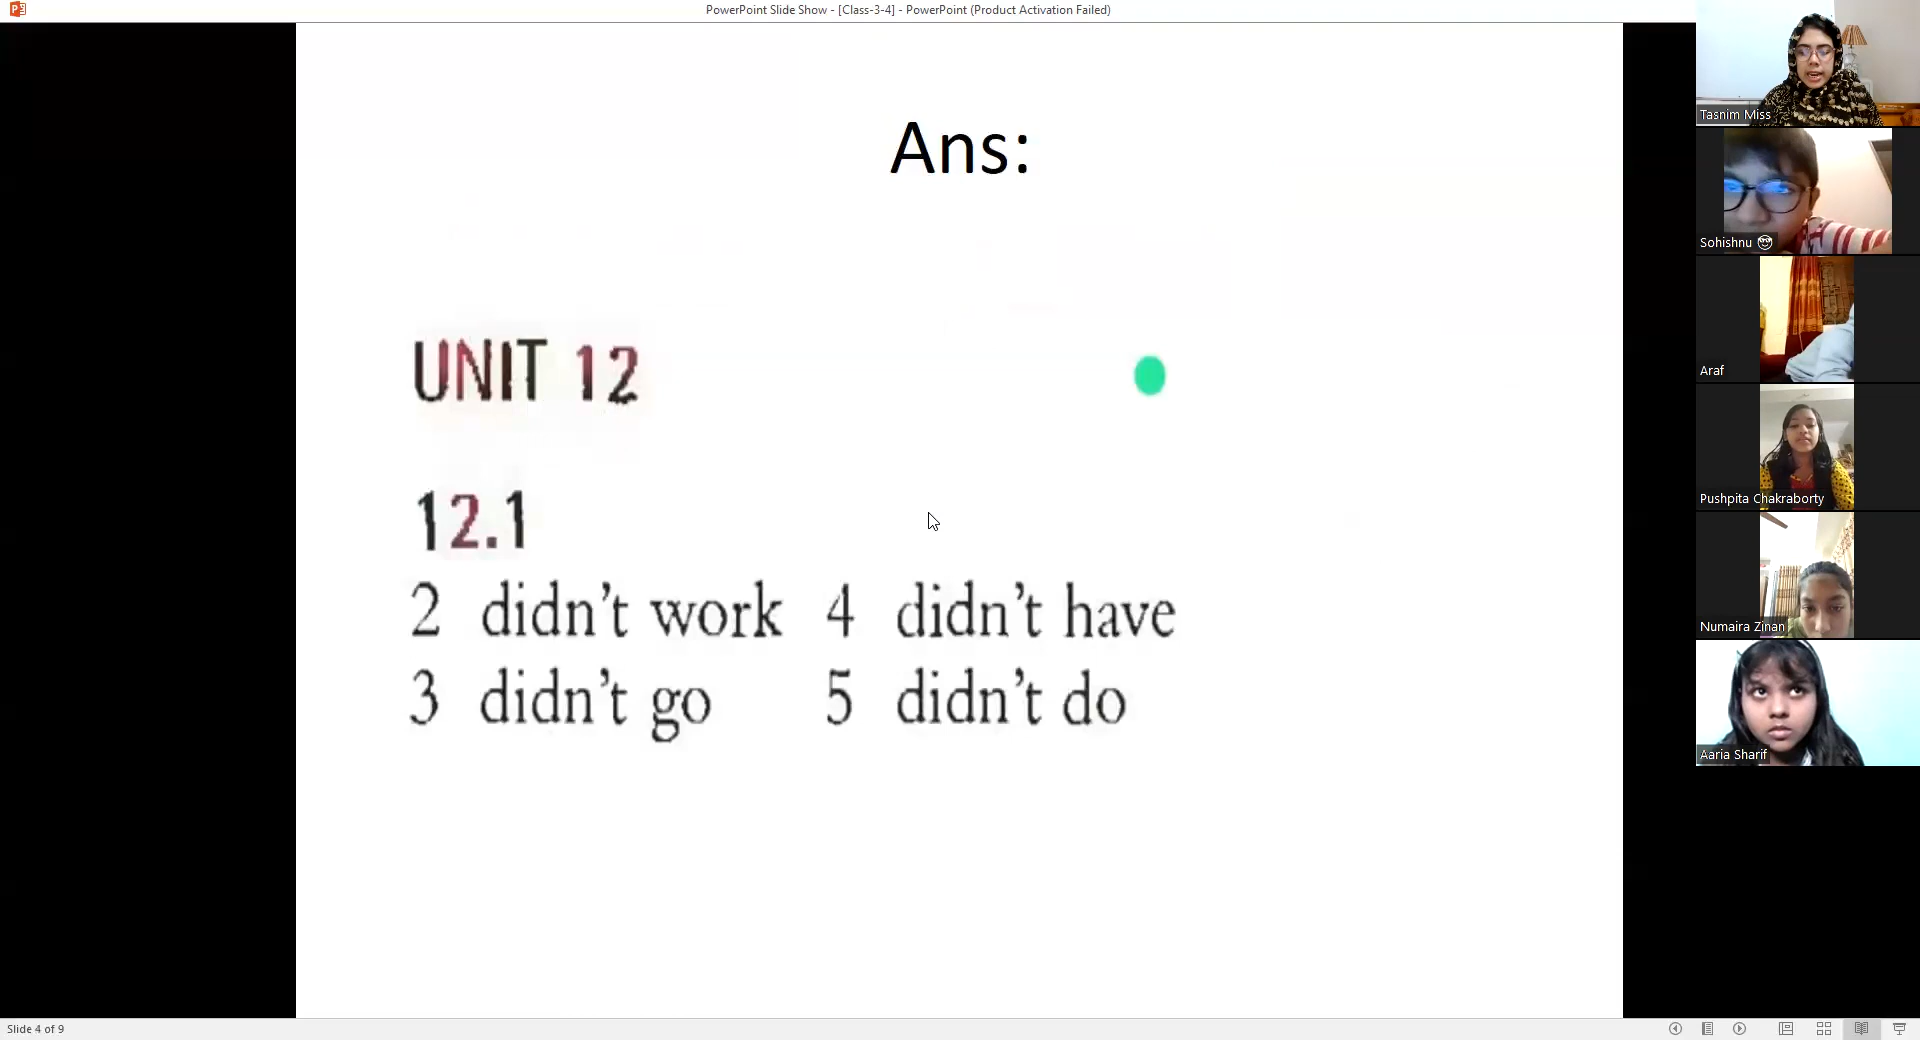 PowerPoint Slide Show - [Class-3-4] - PowerPoint (Product Activation Failed)
Ans:
UNIT 12
12.1
2 didn't work 4 didn't have
3 didn't go 5 didn't do
Tasnim Miss
Sohishnu 🤓
Araf
Pushpita Chakraborty
Numaira Zinan
Aaria Sharif
Slide 4 of 9